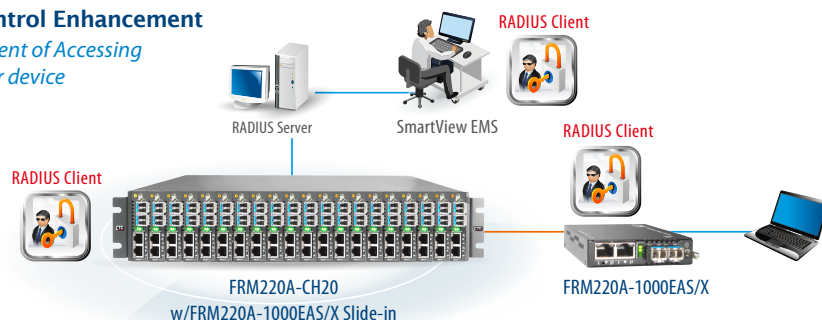 ntrol Enhancement
ent of Accessing
r device
RADIUS Client
RADIUS Server
SmartView EMS
RADIUS Client
RADIUS Client
FRM220A-CH20
w/FRM220A-1000EAS/X Slide-in
FRM220A-1000EAS/X